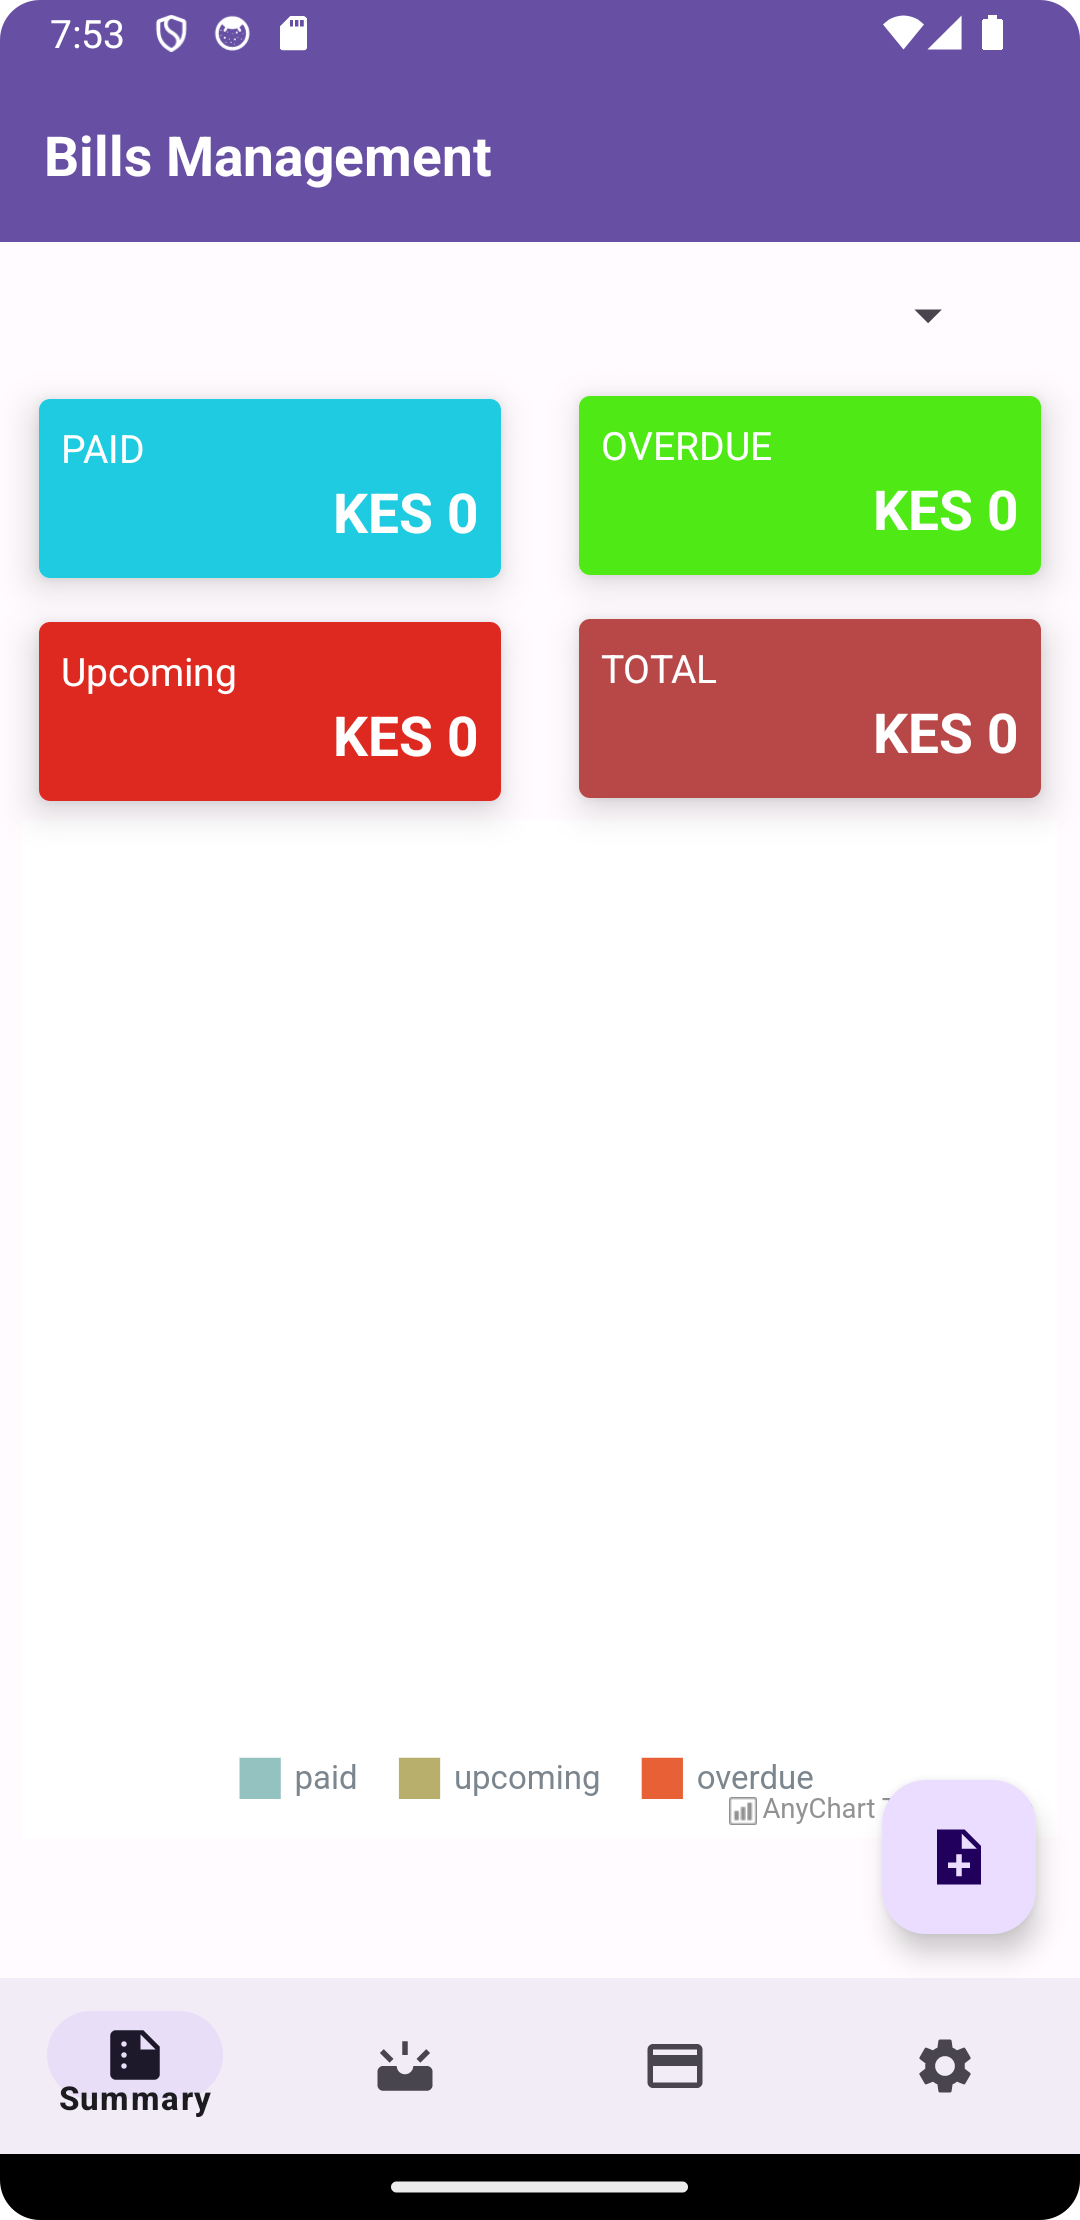 7:53
Bills Management
PAID
KES 0
OVERDUE
KES 0
Upcoming
KES 0
TOTAL
KES 0
paid
upcoming
overdue
AnyChart
Summary